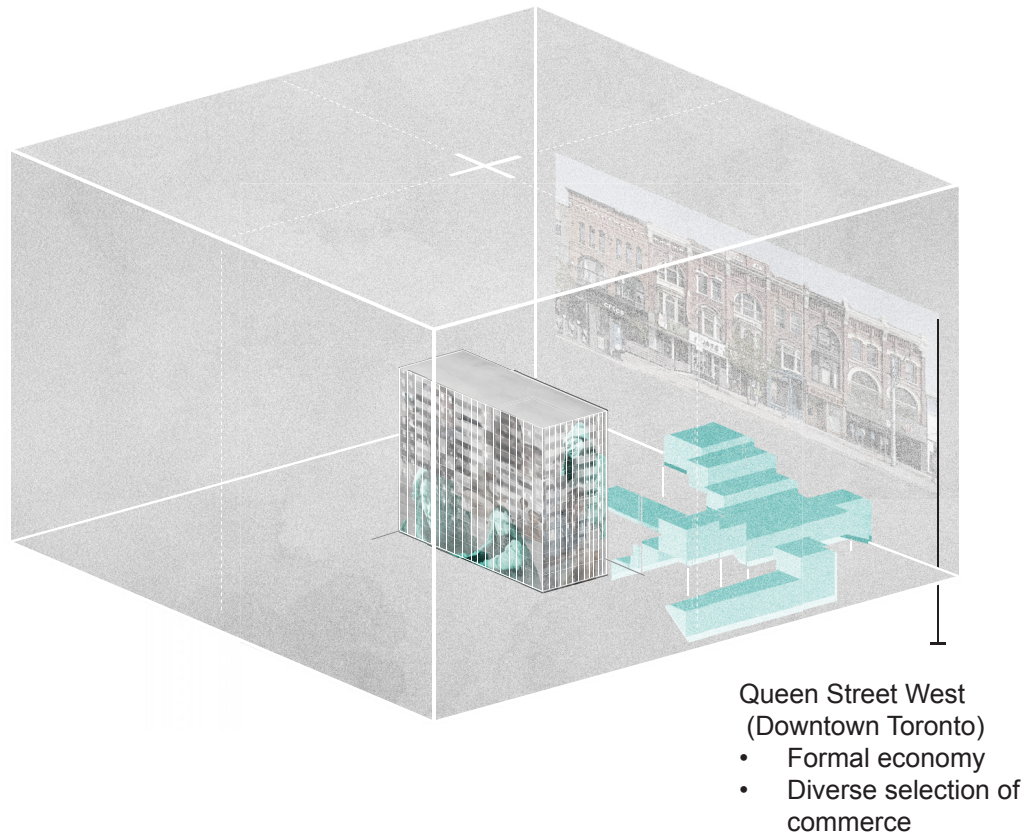 Queen Street West
(Downtown Toronto)
• Formal economy
• Diverse selection of
commerce